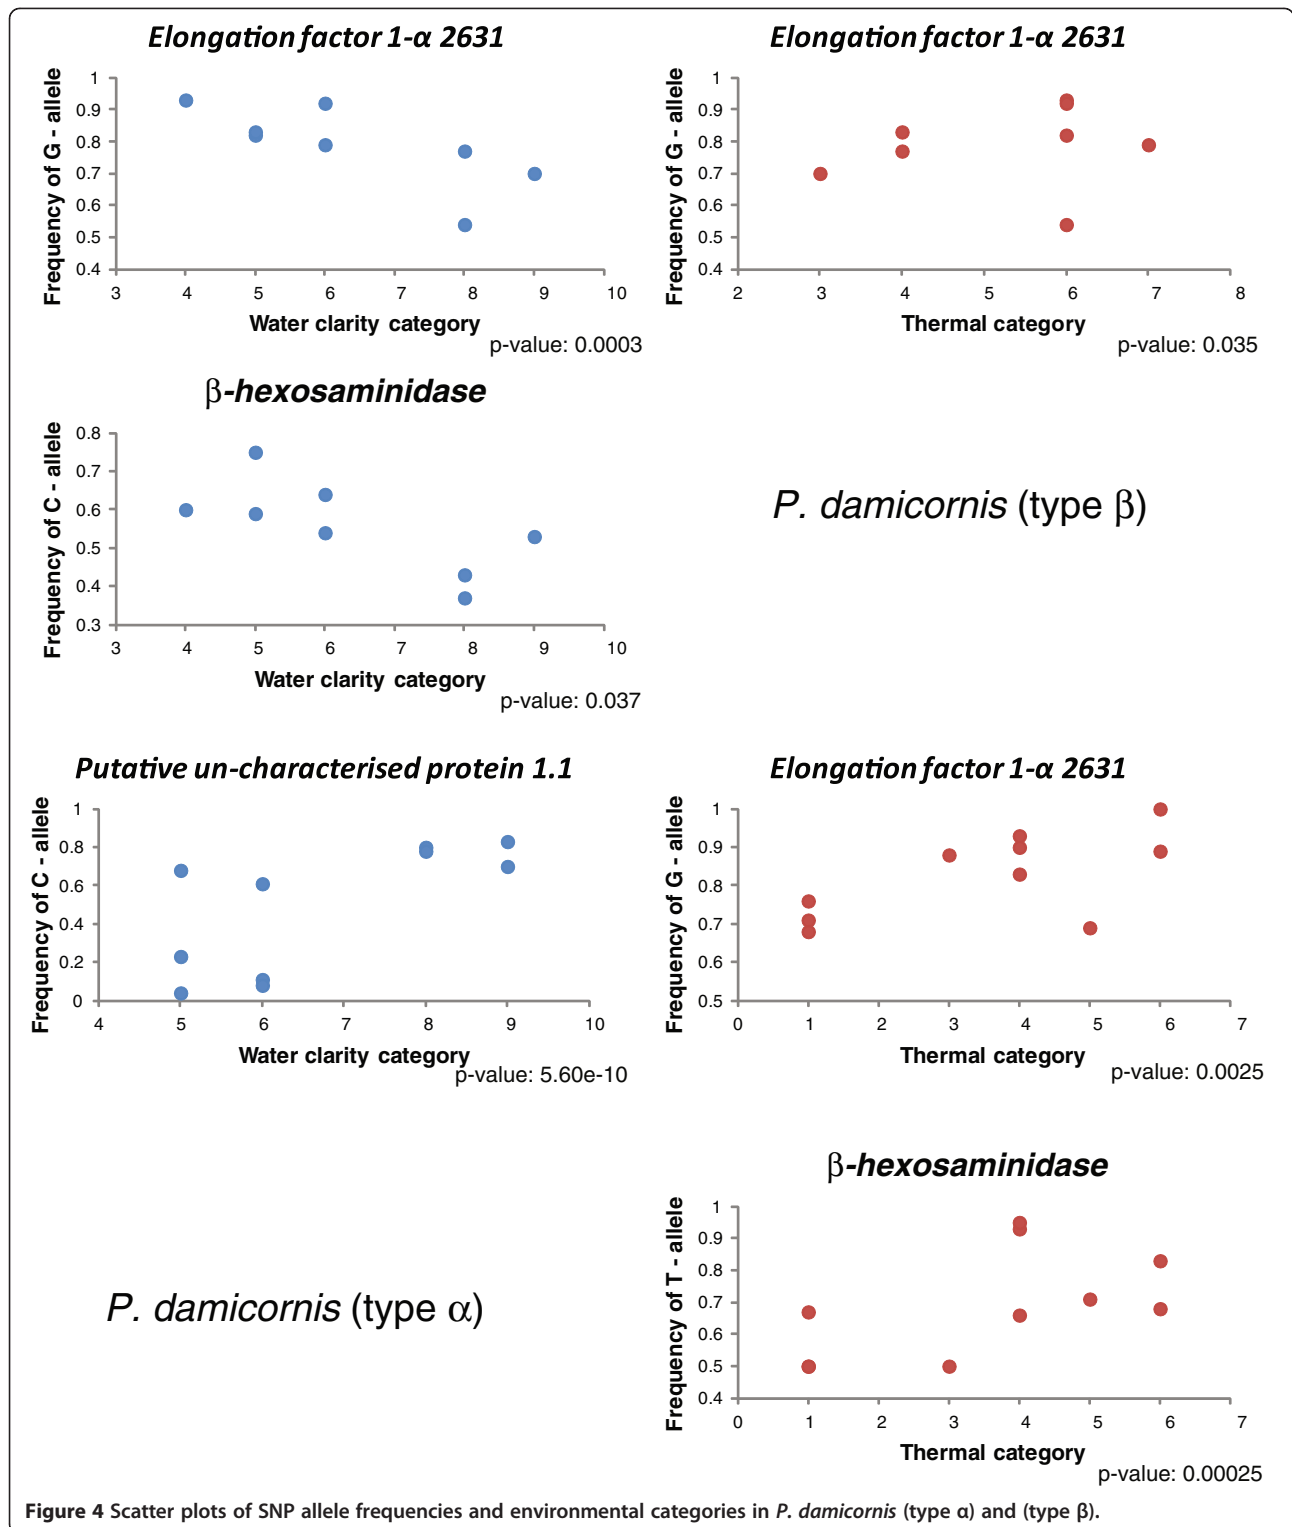 Elongation factor 1-α 2631
Frequency of G - allele
1
0.9
0.8
0.7
0.6
0.5
0.4
3 4 5 6 7 8 9 10
Water clarity category
p-value: 0.0003
Elongation factor 1-α 2631
Frequency of G - allele
1
0.9
0.8
0.7
0.6
0.5
0.4
2 3 4 5 6 7 8
Thermal category
p-value: 0.035
β-hexosaminidase
Frequency of C - allele
0.8
0.7
0.6
0.5
0.4
0.3
3 4 5 6 7 8 9 10
Water clarity category
p-value: 0.037
P. damicornis (type β)
Putative un-characterised protein 1.1
Frequency of C - allele
1
0.8
0.6
0.4
0.2
0
4 5 6 7 8 9 10
Water clarity category
p-value: 5.60e-10
Elongation factor 1-α 2631
Frequency of G - allele
1
0.9
0.8
0.7
0.6
0.5
0 1 2 3 4 5 6 7
Thermal category
p-value: 0.0025
P. damicornis (type α)
β-hexosaminidase
Frequency of T - allele
1
0.9
0.8
0.7
0.6
0.5
0.4
0 1 2 3 4 5 6 7
Thermal category
p-value: 0.00025
Figure 4 Scatter plots of SNP allele frequencies and environmental categories in P. damicornis (type α) and (type β).